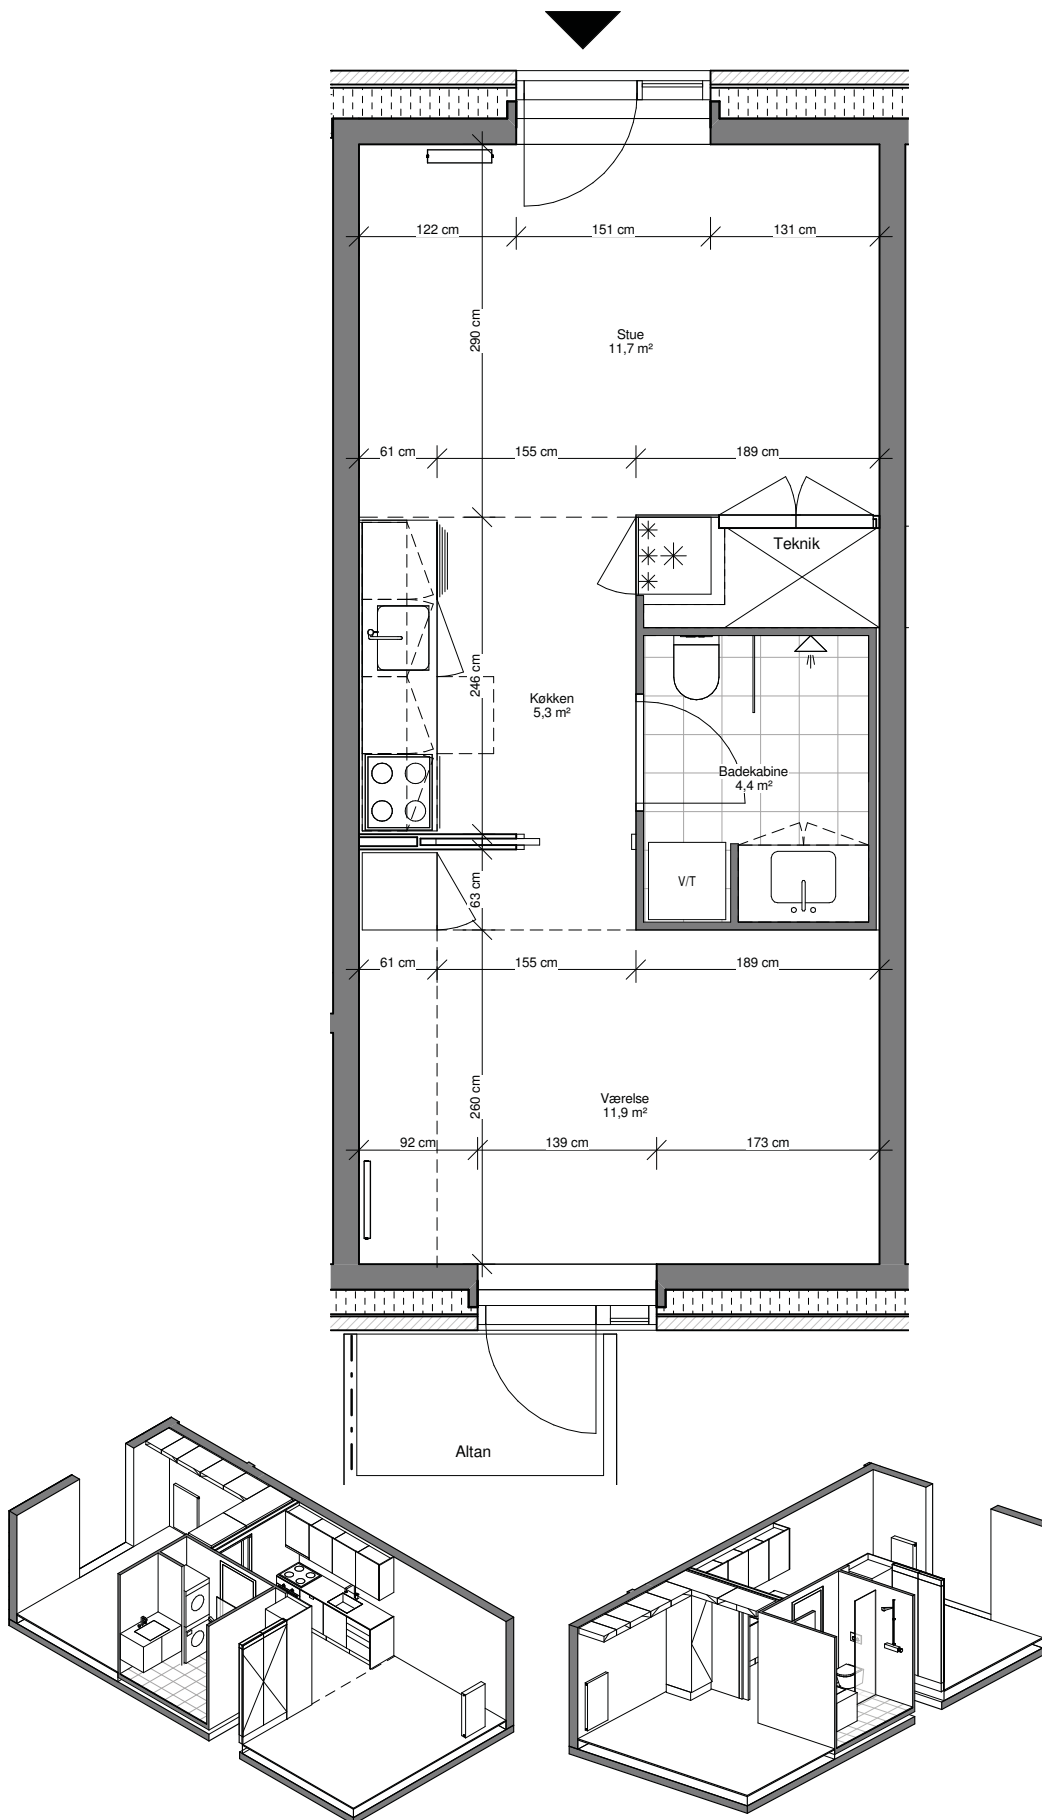 122 cm
151 cm
131 cm
290 cm
Stue
11,7 m²
61 cm
155 cm
189 cm
Teknik
246 cm
Køkken
5,3 m²
Badekabine
4,4 m²
V/T
63 cm
61 cm
155 cm
189 cm
260 cm
Værelse
11,9 m²
92 cm
139 cm
173 cm
Altan